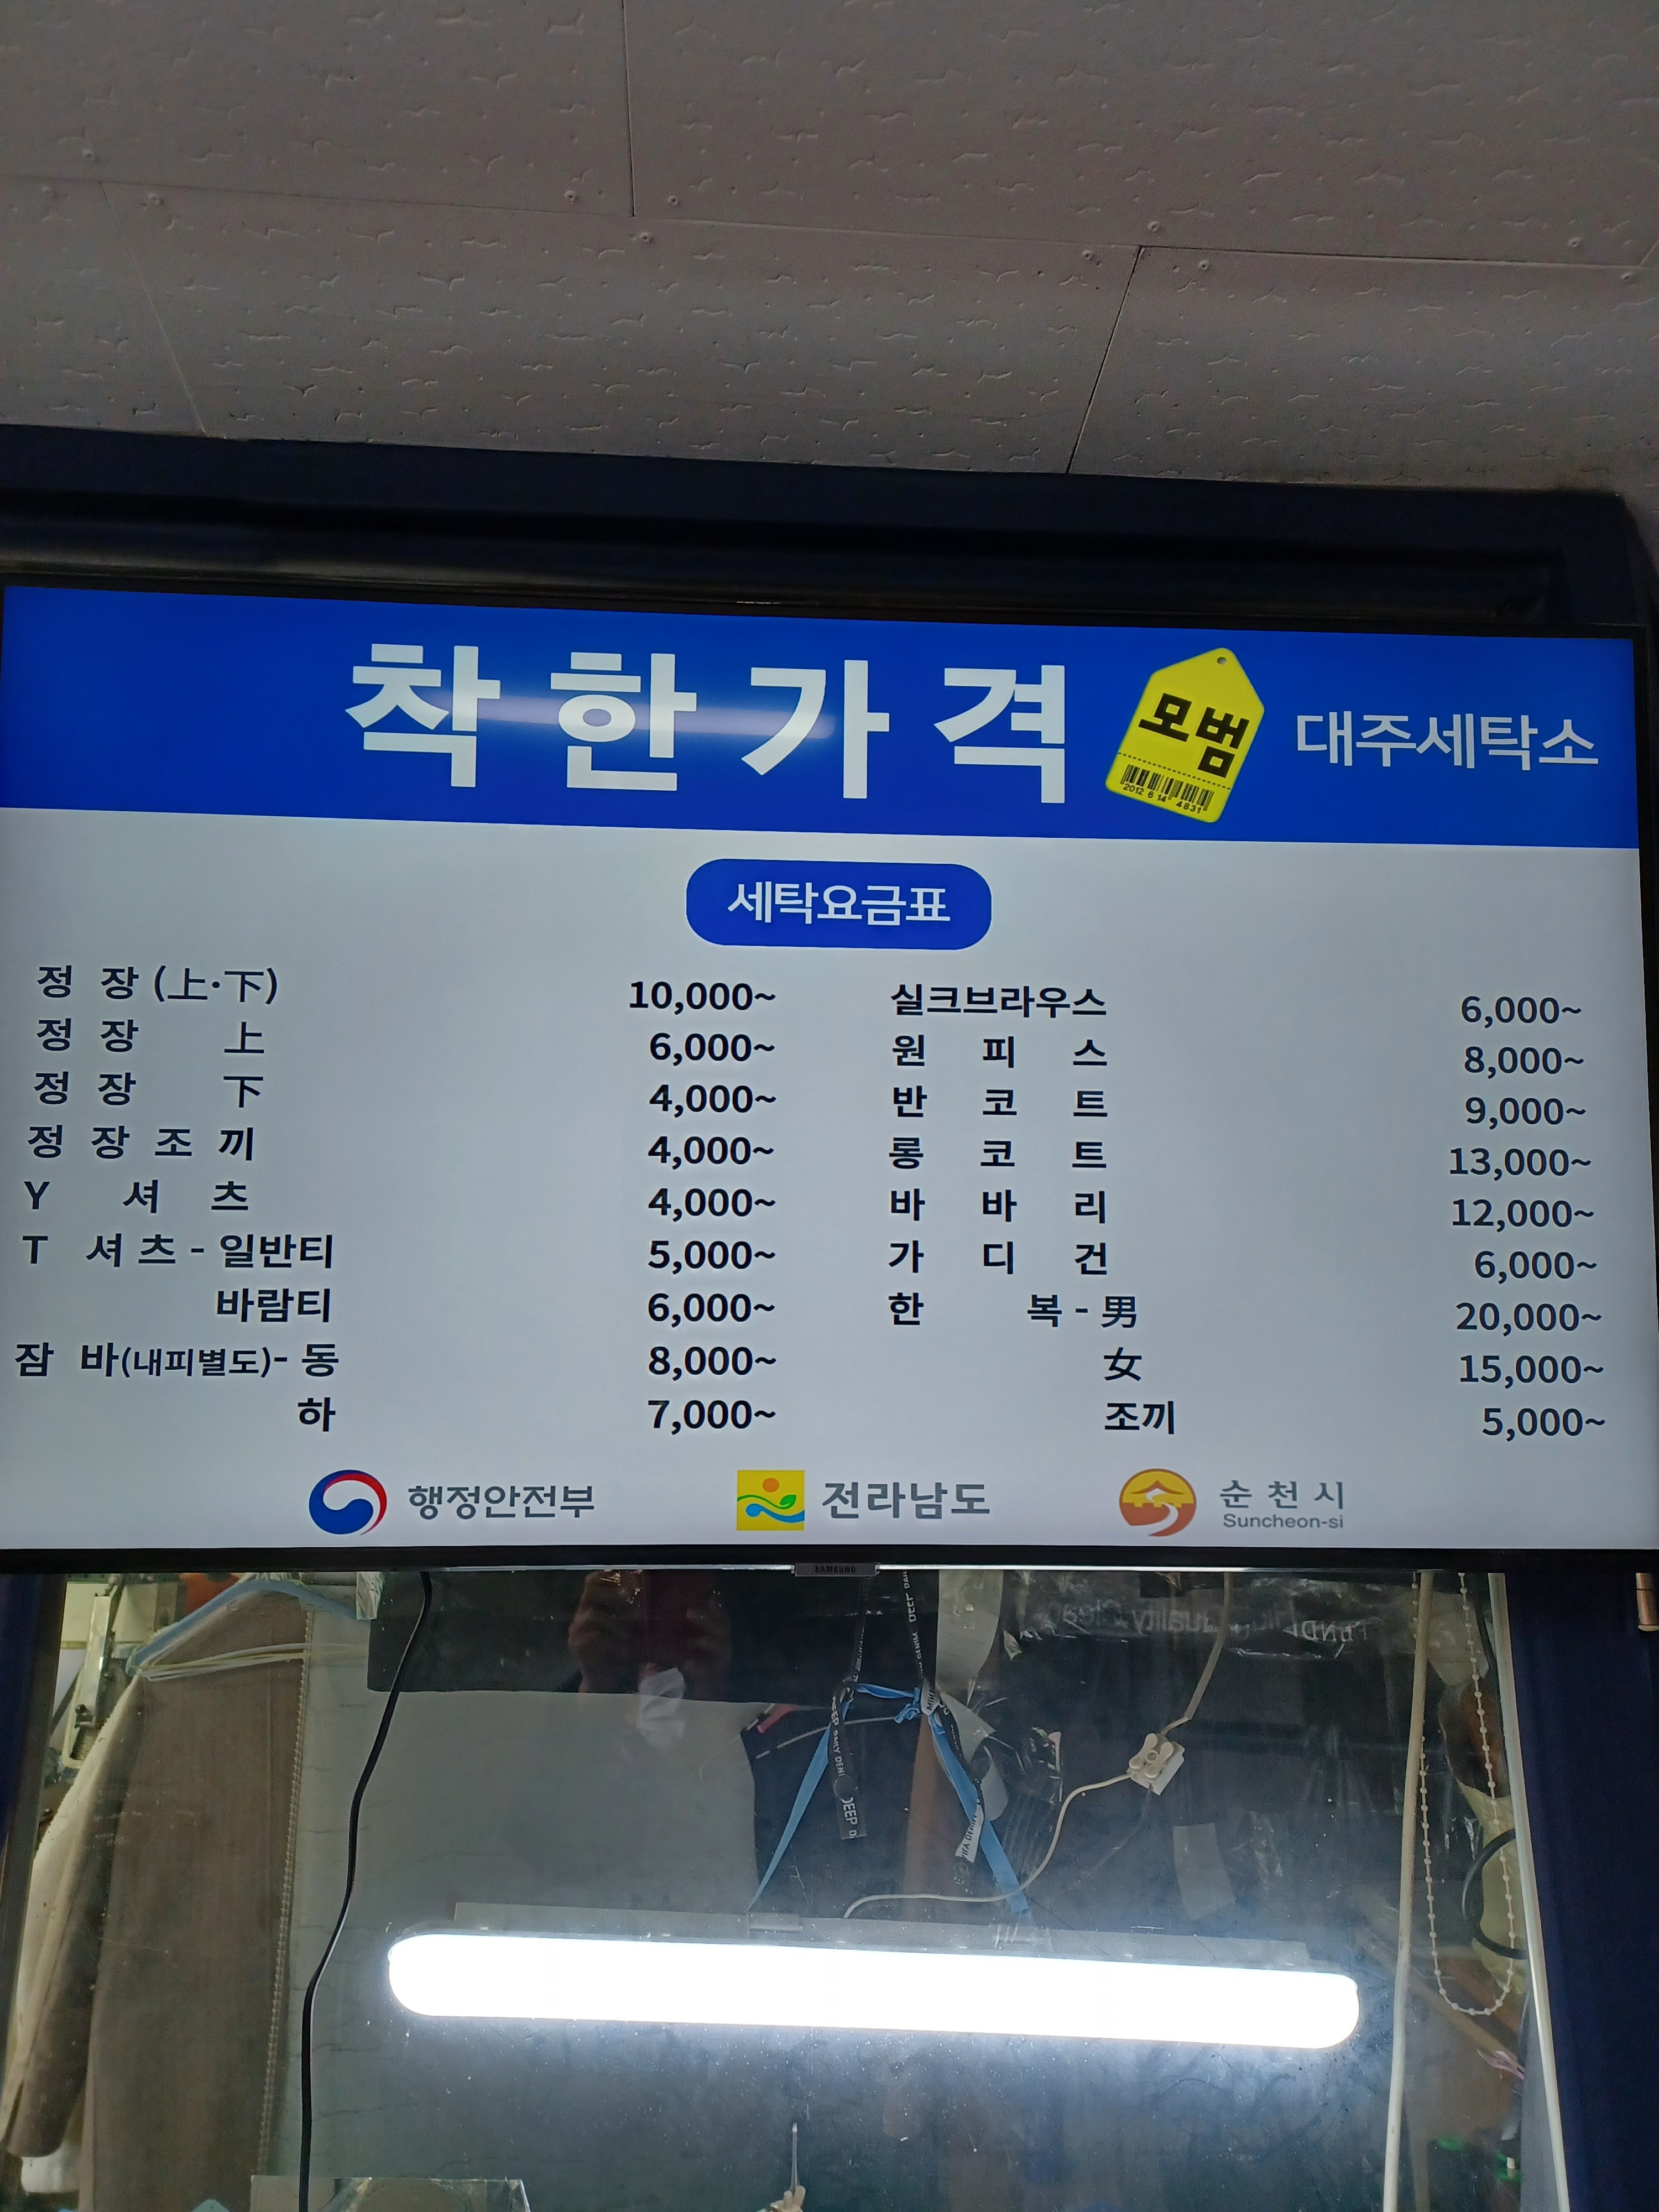 착한가격 모범 대주세탁소
2012 6 14 4831
세탁요금표
정 장 (上·下) 10,000~
정 장 上 6,000~
정 장 下 4,000~
정 장 조 끼 4,000~
Y 셔 츠 4,000~
T 셔 츠 - 일반티 5,000~
바람티 6,000~
잠 바(내피별도)- 동 8,000~
하 7,000~
실크브라우스 6,000~
원 피 스 8,000~
반 코 트 9,000~
롱 코 트 13,000~
바 바 리 12,000~
가 디 건 6,000~
한 복 - 男 20,000~
女 15,000~
조끼 5,000~
행정안전부 전라남도 순천시
Suncheon-si
SAMSUNG